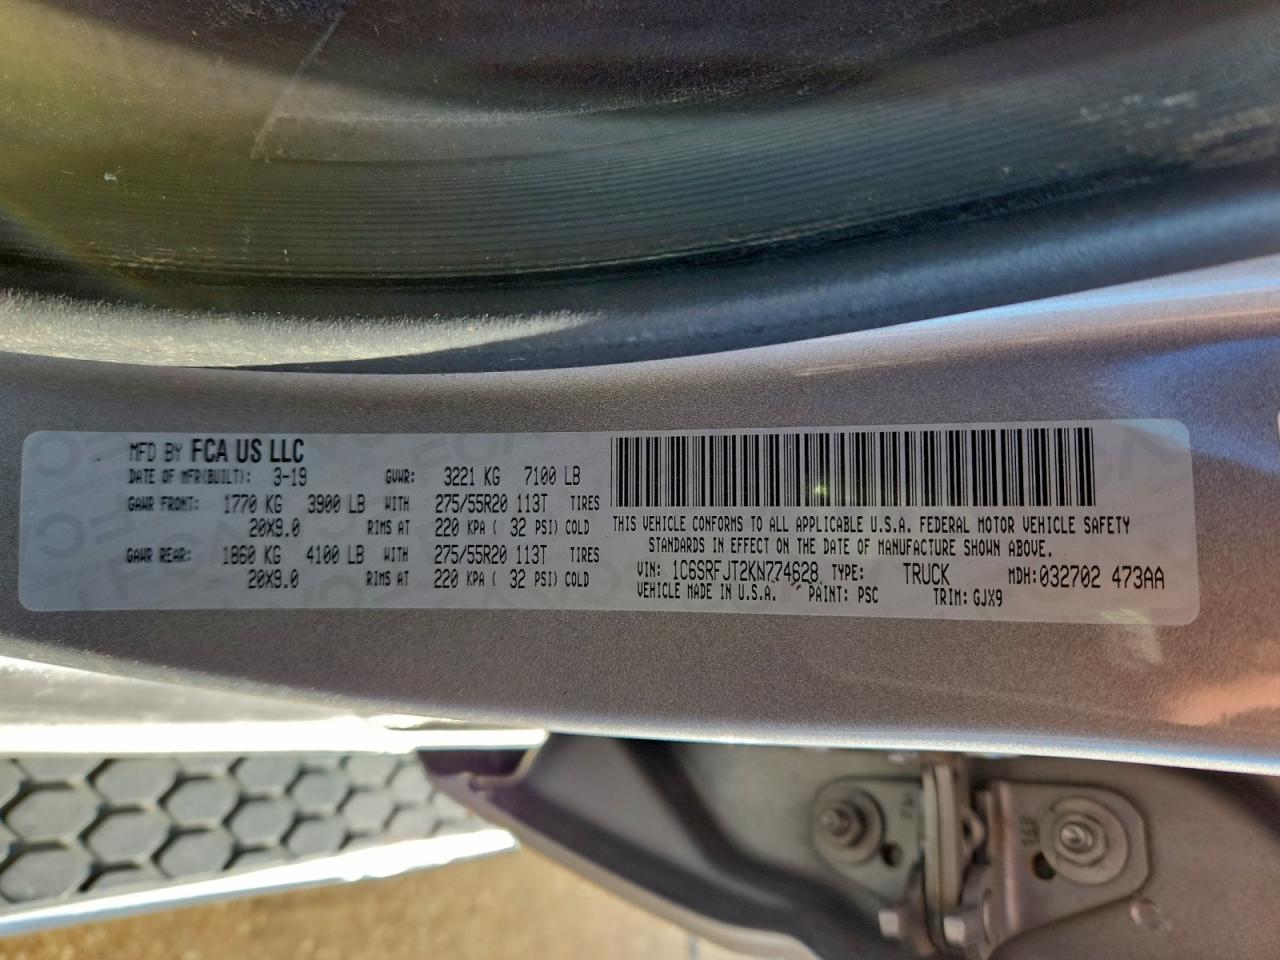 MFD BY FCA US LLC
DATE OF MFR(BUILT): 3-19 GVWR: 3221 KG 7100 LB
GAWR FRONT: 1770 KG 3900 LB WITH 275/55R20 113T TIRES
20X9.0 RIMS AT 220 KPA ( 32 PSI) COLD
GAWR REAR: 1860 KG 4100 LB WITH 275/55R20 113T TIRES
20X9.0 RIMS AT 220 KPA ( 32 PSI) COLD
THIS VEHICLE CONFORMS TO ALL APPLICABLE U.S.A. FEDERAL MOTOR VEHICLE SAFETY
STANDARDS IN EFFECT ON THE DATE OF MANUFACTURE SHOWN ABOVE.
VIN: 1C6SRFJT2KN774628 TYPE: TRUCK MDH: 032702 473AA
VEHICLE MADE IN U.S.A. PAINT: PSC TRIM: GJX9